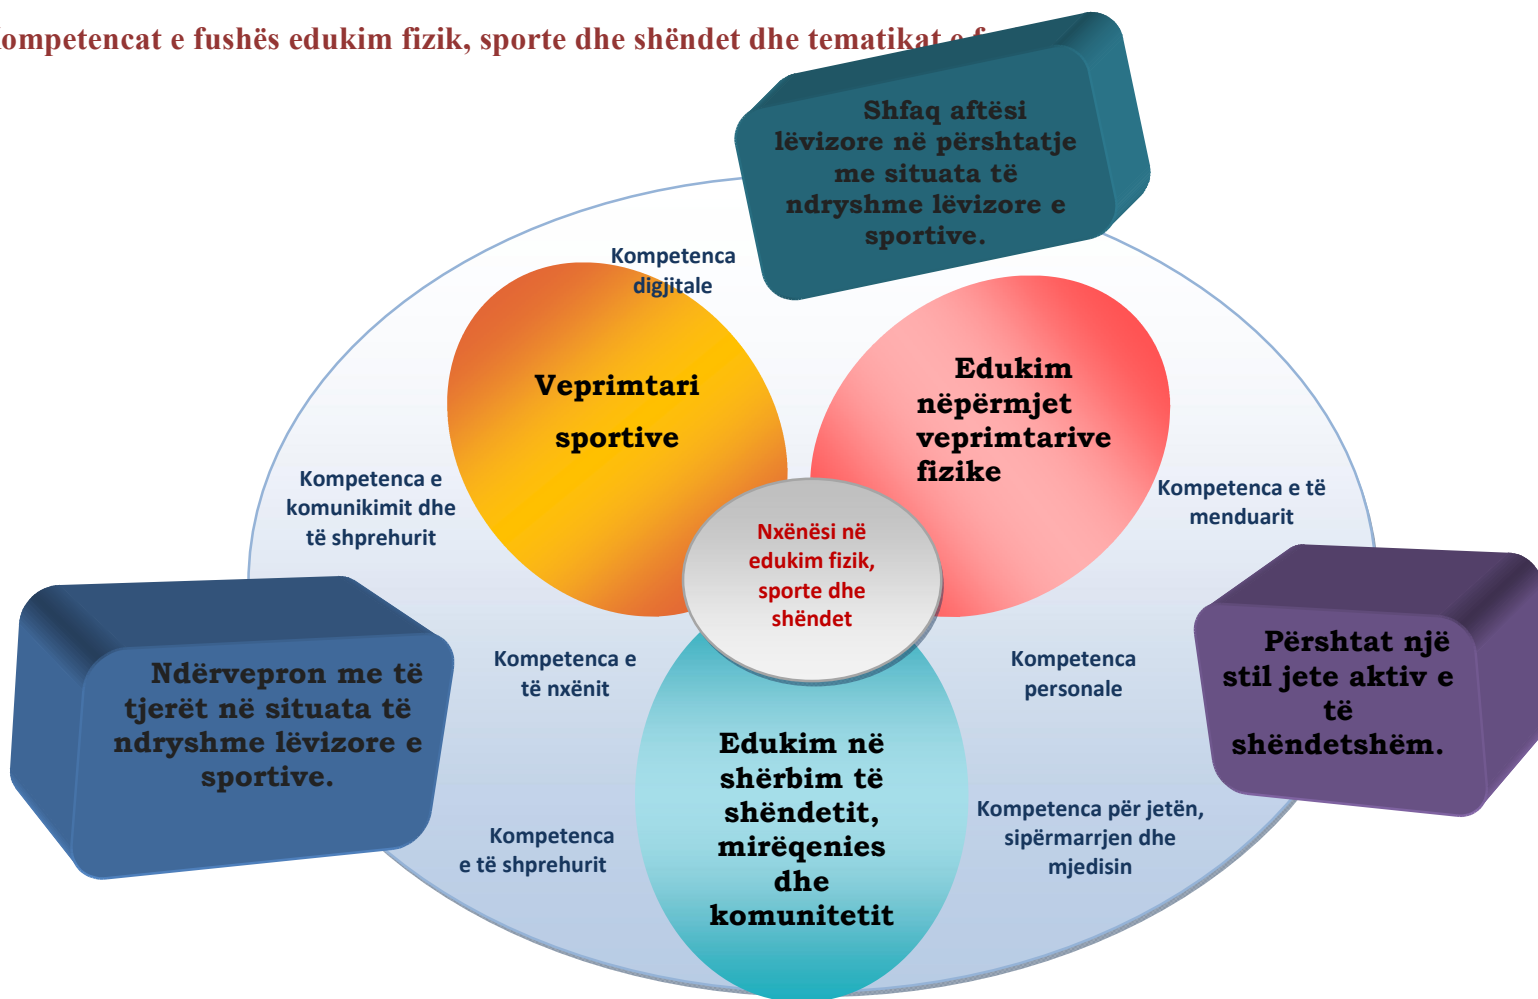 ompetencat e fushës edukim fizik, sporte dhe shëndet dhe tematikat e
Shfaq aftësi
lëvizore në përshtatje
me situata të
ndryshme lëvizore e
sportive.
Kompetenca
digjitale
Veprimtari
sportive
Edukim
nëpërmjet
veprimtarive
fizike
Kompetenca e
komunikimit dhe
të shprehurit
Kompetenca e të
menduarit
Nxënësi në
edukim fizik,
sporte dhe
shëndet
Ndërvepron me të
tjerët në situata të
ndryshme lëvizore e
sportive.
Kompetenca e
të nxënit
Kompetenca
personale
Përshtat një
stil jete aktiv e
të
shëndetshëm.
Edukim në
shërbim të
shëndetit,
mirëqenies
dhe
komunitetit
Kompetenca
e të shprehurit
Kompetenca për jetën,
sipërmarrjen dhe
mjedisin